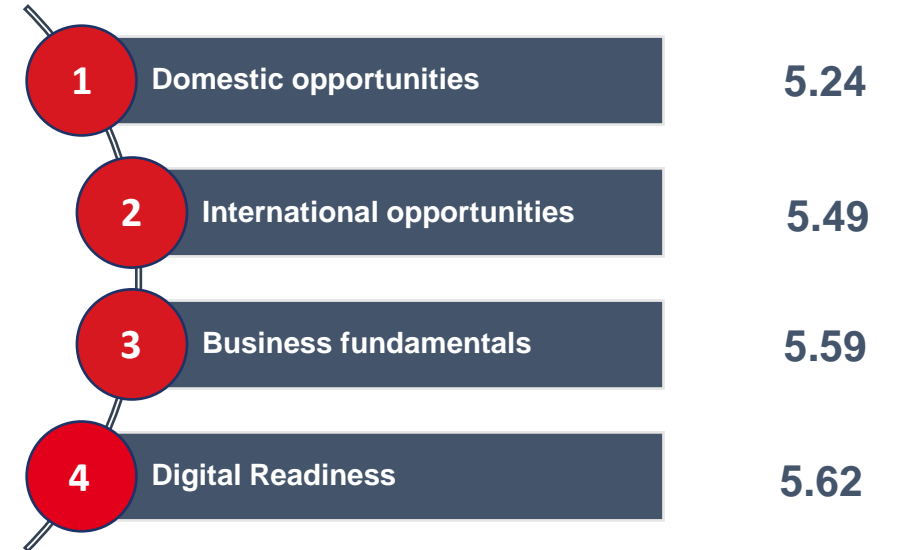 1 Domestic opportunities 5.24
2 International opportunities 5.49
3 Business fundamentals 5.59
4 Digital Readiness 5.62